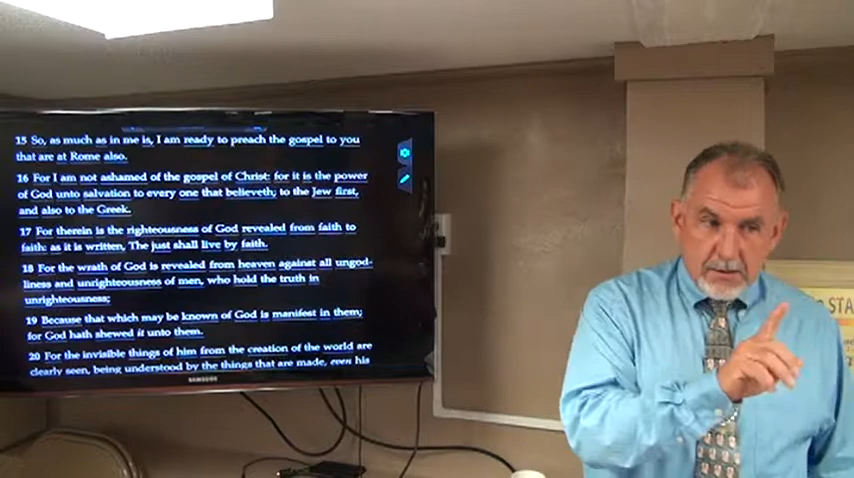 15 So, as much as in me is, I am ready to preach the gospel to you
that are at Rome also.
16 For I am not ashamed of the gospel of Christ: for it is the power
of God unto salvation to every one that believeth; to the Jew first,
and also to the Greek.
17 For therein is the righteousness of God revealed from faith to
faith: as it is written, The just shall live by faith.
18 For the wrath of God is revealed from heaven against all ungod-
liness and unrighteousness of men, who hold the truth in
unrighteousness;
19 Because that which may be known of God is manifest in them;
for God hath shewed it unto them.
20 For the invisible things of him from the creation of the world are
clearly seen, being understood by the things that are made, even his
SAMSUNG
STA